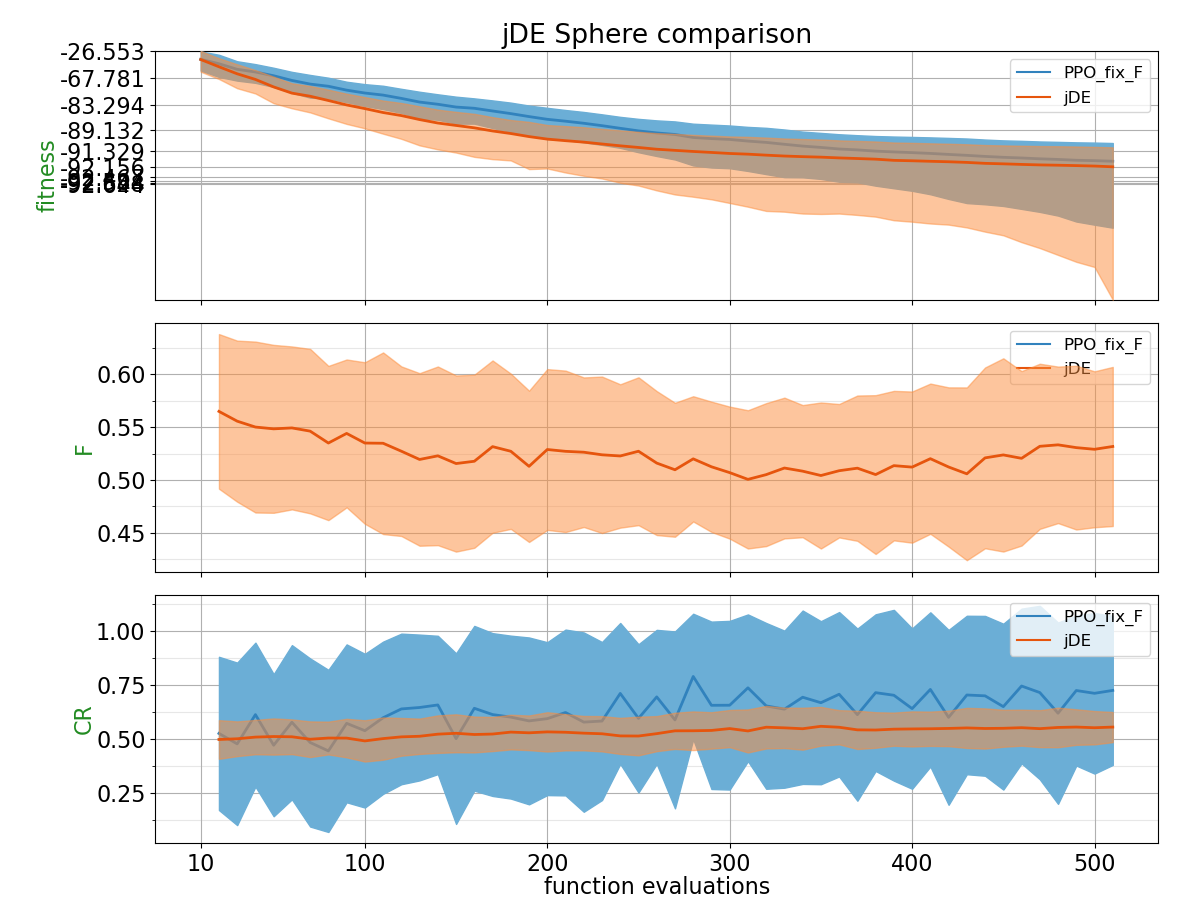 jDE Sphere comparison
-26.553
-67.781
-83.294
-89.132
-91.329
fitness
PPO_fix_F
jDE
0.60
0.55
0.50
0.45
F
PPO_fix_F
jDE
1.00
0.75
0.50
0.25
CR
PPO_fix_F
jDE
10 100 200 300 400 500
function evaluations